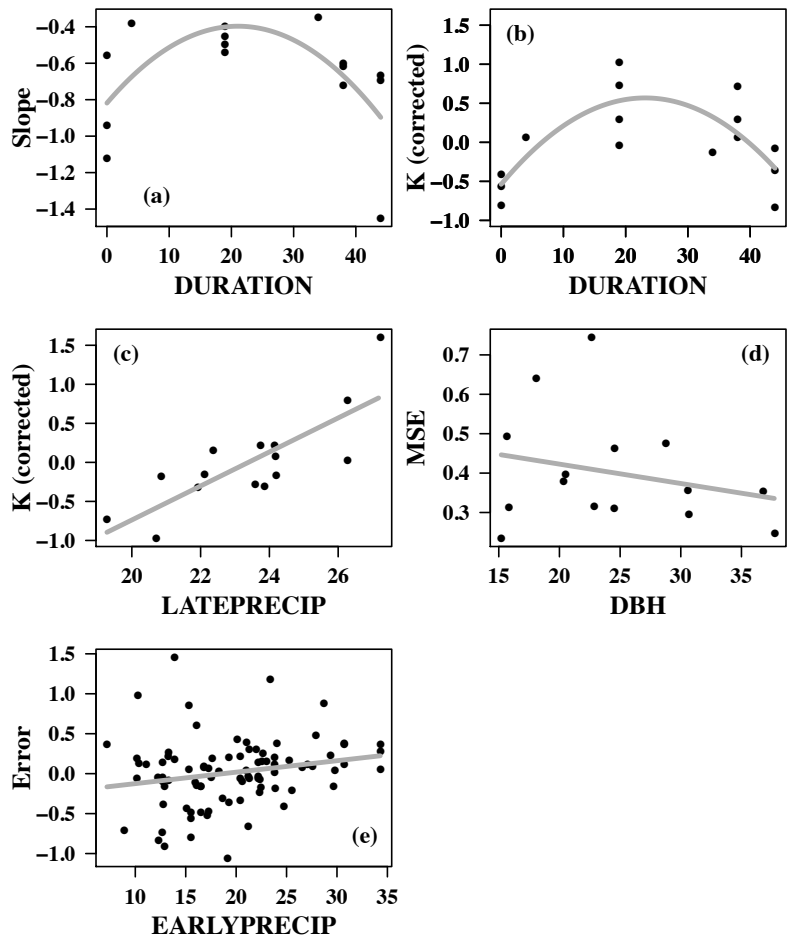 −0.4
−0.6
−0.8
−1.0
−1.2
−1.4
Slope
(a)
0 10 20 30 40
DURATION
1.5
1.0
0.5
0.0
−0.5
−1.0
K (corrected)
(b)
0 10 20 30 40
DURATION
1.5
1.0
0.5
0.0
−0.5
−1.0
K (corrected)
(c)
20 22 24 26
LATEPRECIP
0.7
0.6
0.5
0.4
0.3
MSE
(d)
15 20 25 30 35
DBH
1.5
1.0
0.5
0.0
−0.5
−1.0
Error
(e)
10 15 20 25 30 35
EARLYPRECIP